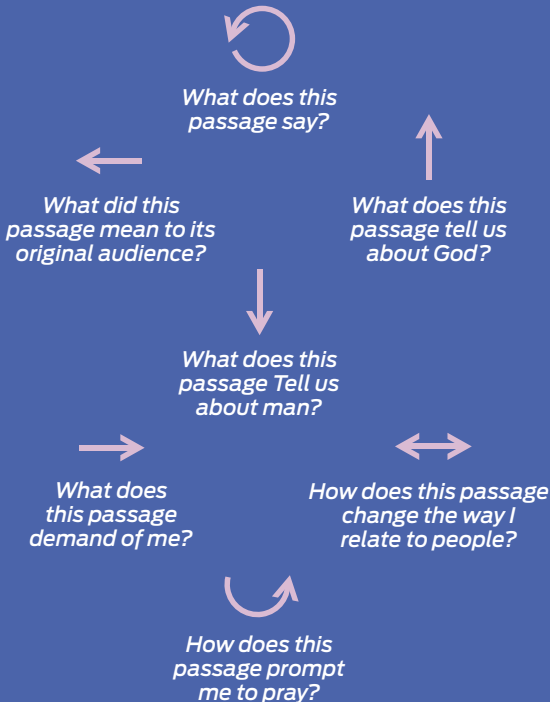 What does this
passage say?
What did this
passage mean to its
original audience?
What does this
passage tell us
about God?
What does this
passage Tell us
about man?
What does
this passage
demand of me?
How does this passage
change the way I
relate to people?
How does this
passage prompt
me to pray?